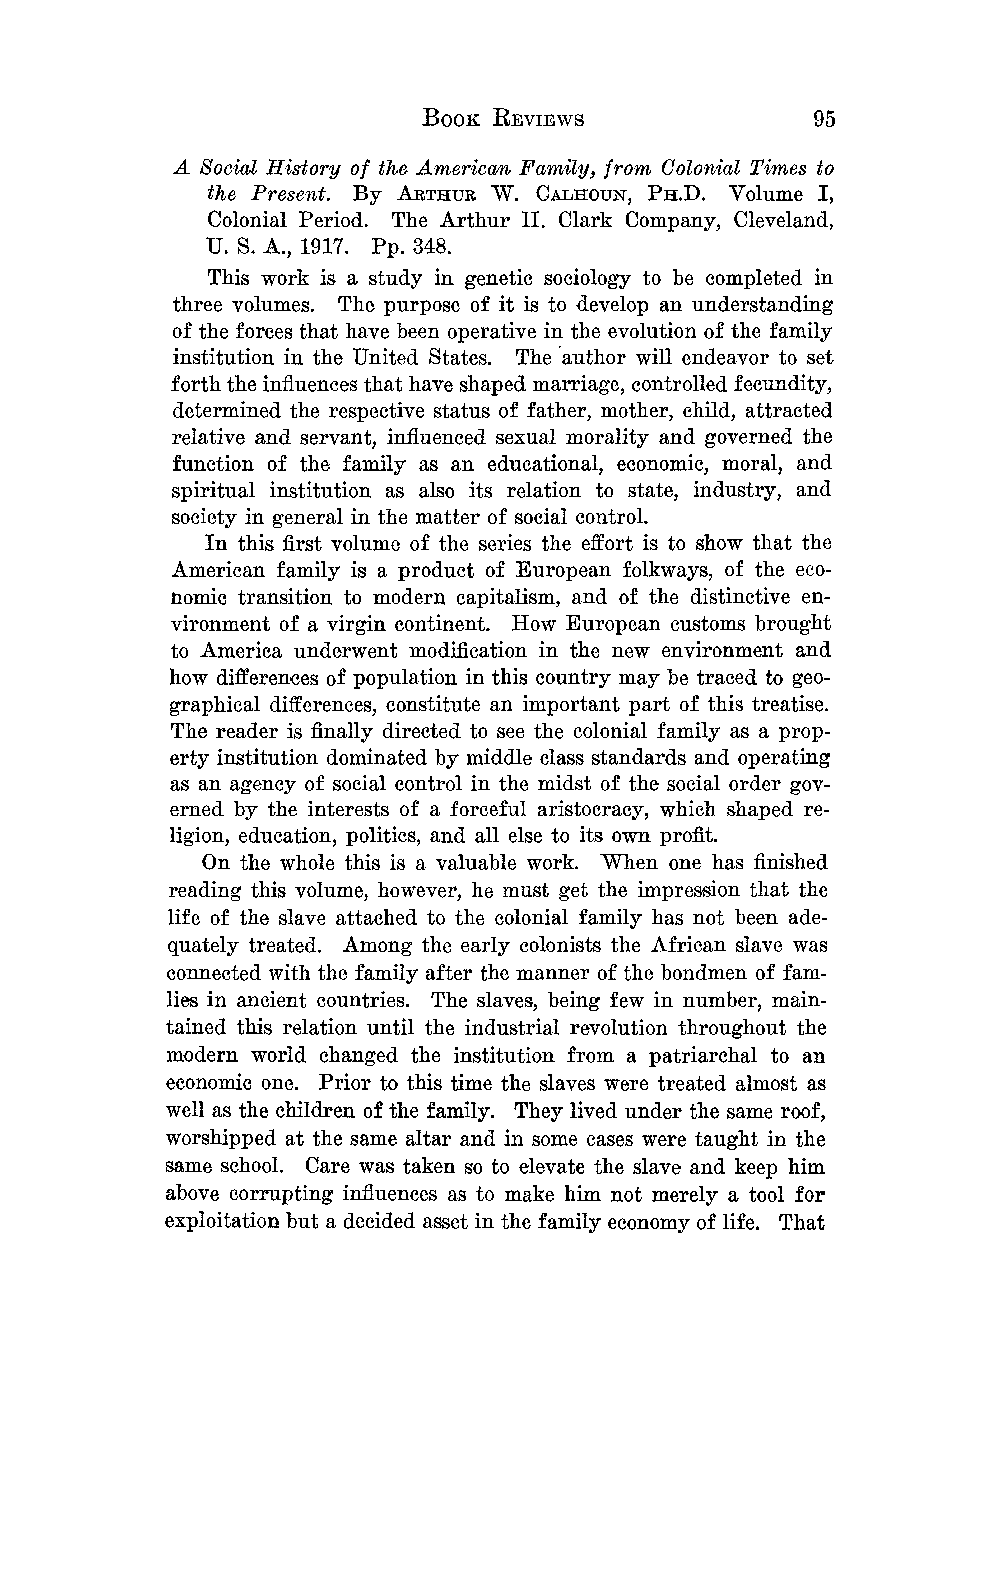 Book Reviews 95
A Social History of the American Family, from Colonial Times to
the Present. By Arthur W. Calhoun, Ph.D. Volume I,
Colonial Period. The Arthur H. Clark Company, Cleveland,
U. S. A., 1917. Pp. 348.
This work is a study in genetic sociology to be completed in
three volumes. The purpose of it is to develop an understanding
of the forces that have been operative in the evolution of the family
institution in the United States. The author will endeavor to set
forth the influences that have shaped marriage, controlled fecundity,
determined the respective status of father, mother, child, attracted
relative and servant, influenced sexual morality and governed the
function of the family as an educational, economic, moral, and
spiritual institution as also its relation to state, industry, and
society in general in the matter of social control.
In this first volume of the series the effort is to show that the
American family is a product of European folkways, of the eco-
nomic transition to modern capitalism, and of the distinctive en-
vironment of a virgin continent. How European customs brought
to America underwent modification in the new environment and
how differences of population in this country may be traced to geo-
graphical differences, constitute an important part of this treatise.
The reader is finally directed to see the colonial family as a prop-
erty institution dominated by middle class standards and operating
as an agency of social control in the midst of the social order gov-
erned by the interests of a forceful aristocracy, which shaped re-
ligion, education, politics, and all else to its own profit.
On the whole this is a valuable work. When one has finished
reading this volume, however, he must get the impression that the
life of the slave attached to the colonial family has not been ade-
quately treated. Among the early colonists the African slave was
connected with the family after the manner of the bondmen of fam-
lies in ancient countries. The slaves, being few in number, main-
tained this relation until the industrial revolution throughout the
modern world changed the institution from a patriarchal to an
economic one. Prior to this time the slaves were treated almost as
well as the children of the family. They lived under the same roof,
worshipped at the same altar and in some cases were taught in the
same school. Care was taken so to elevate the slave and keep him
above corrupting influences as to make him not merely a tool for
exploitation but a decided asset in the family economy of life. That